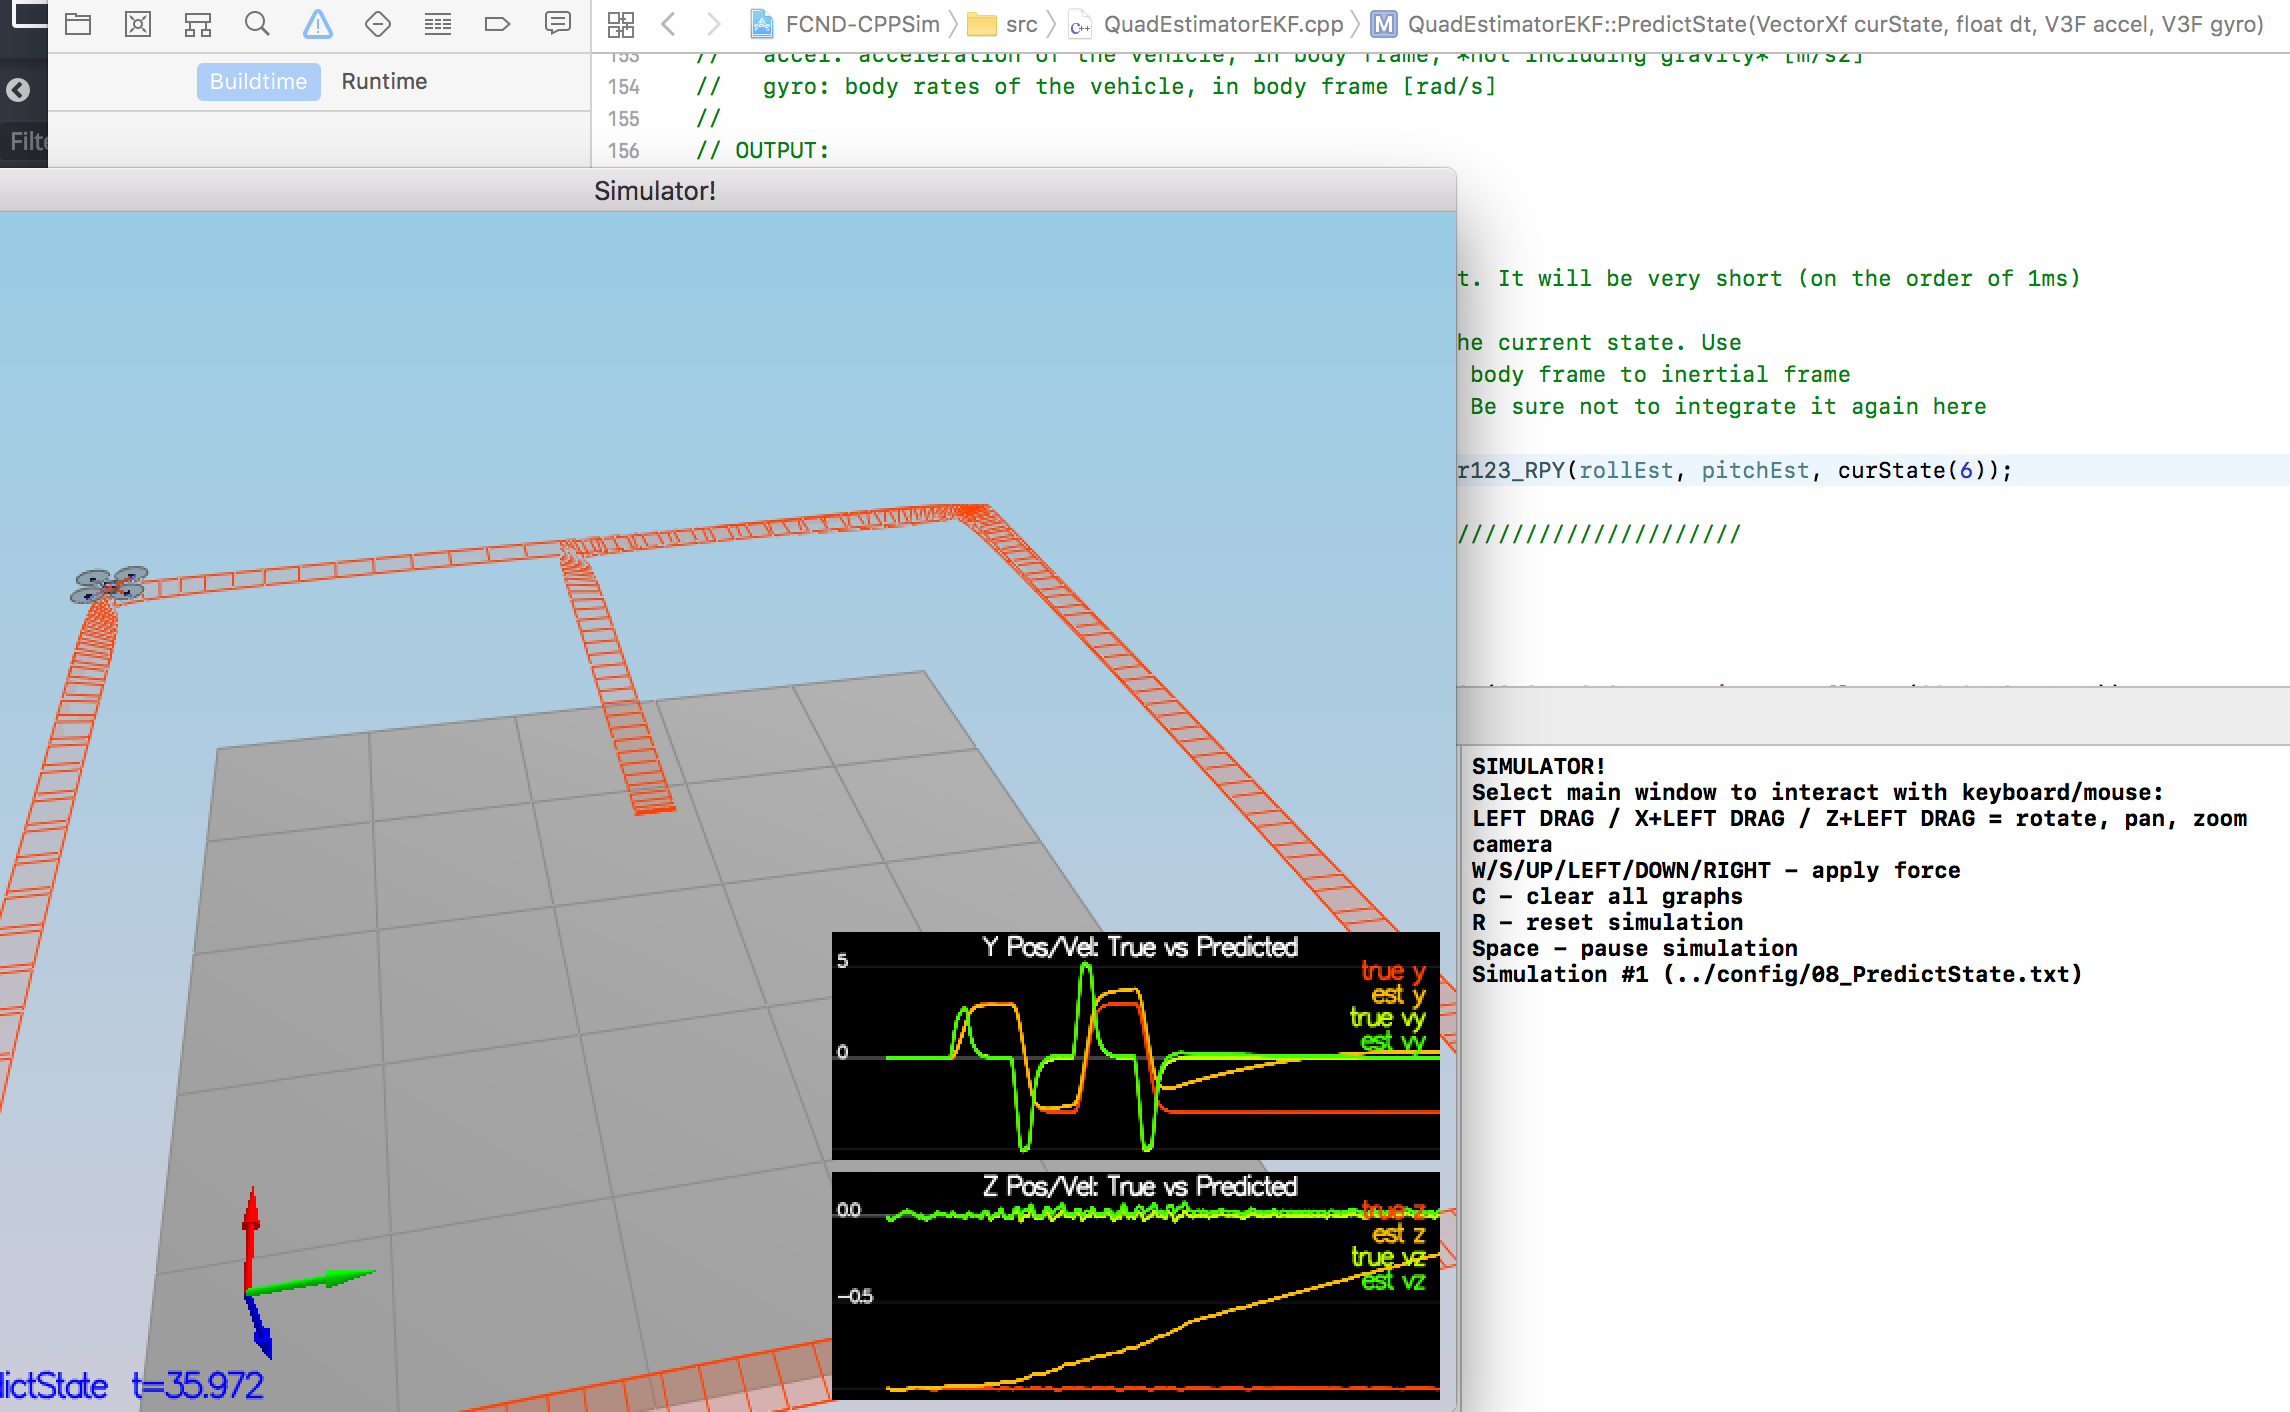 FCND-CPPSim
src
QuadEstimatorEKF.cpp
M
QuadEstimatorEKF::PredictState(VectorXf curState, float dt, V3F accel, V3F gyro)
Buildtime
Runtime
153 // accel: acceleration of the vehicle, in body frame, *not including gravity* [m/s2]
154 // gyro: body rates of the vehicle, in body frame [rad/s]
155 //
156 // OUTPUT:
Simulator!
t. It will be very short (on the order of 1ms)
he current state. Use
body frame to inertial frame
Be sure not to integrate it again here
r123_RPY(rollEst, pitchEst, curState(6));
/////////////////////
Y Pos/Vel: True vs Predicted
5
0
true y
est y
true vy
est vy
Z Pos/Vel: True vs Predicted
0.0
-0.5
true z
est z
true vz
est vz
dictState t=35.972
SIMULATOR!
Select main window to interact with keyboard/mouse:
LEFT DRAG / X+LEFT DRAG / Z+LEFT DRAG = rotate, pan, zoom
camera
W/S/UP/LEFT/DOWN/RIGHT - apply force
C - clear all graphs
R - reset simulation
Space - pause simulation
Simulation #1 (../config/08_PredictState.txt)